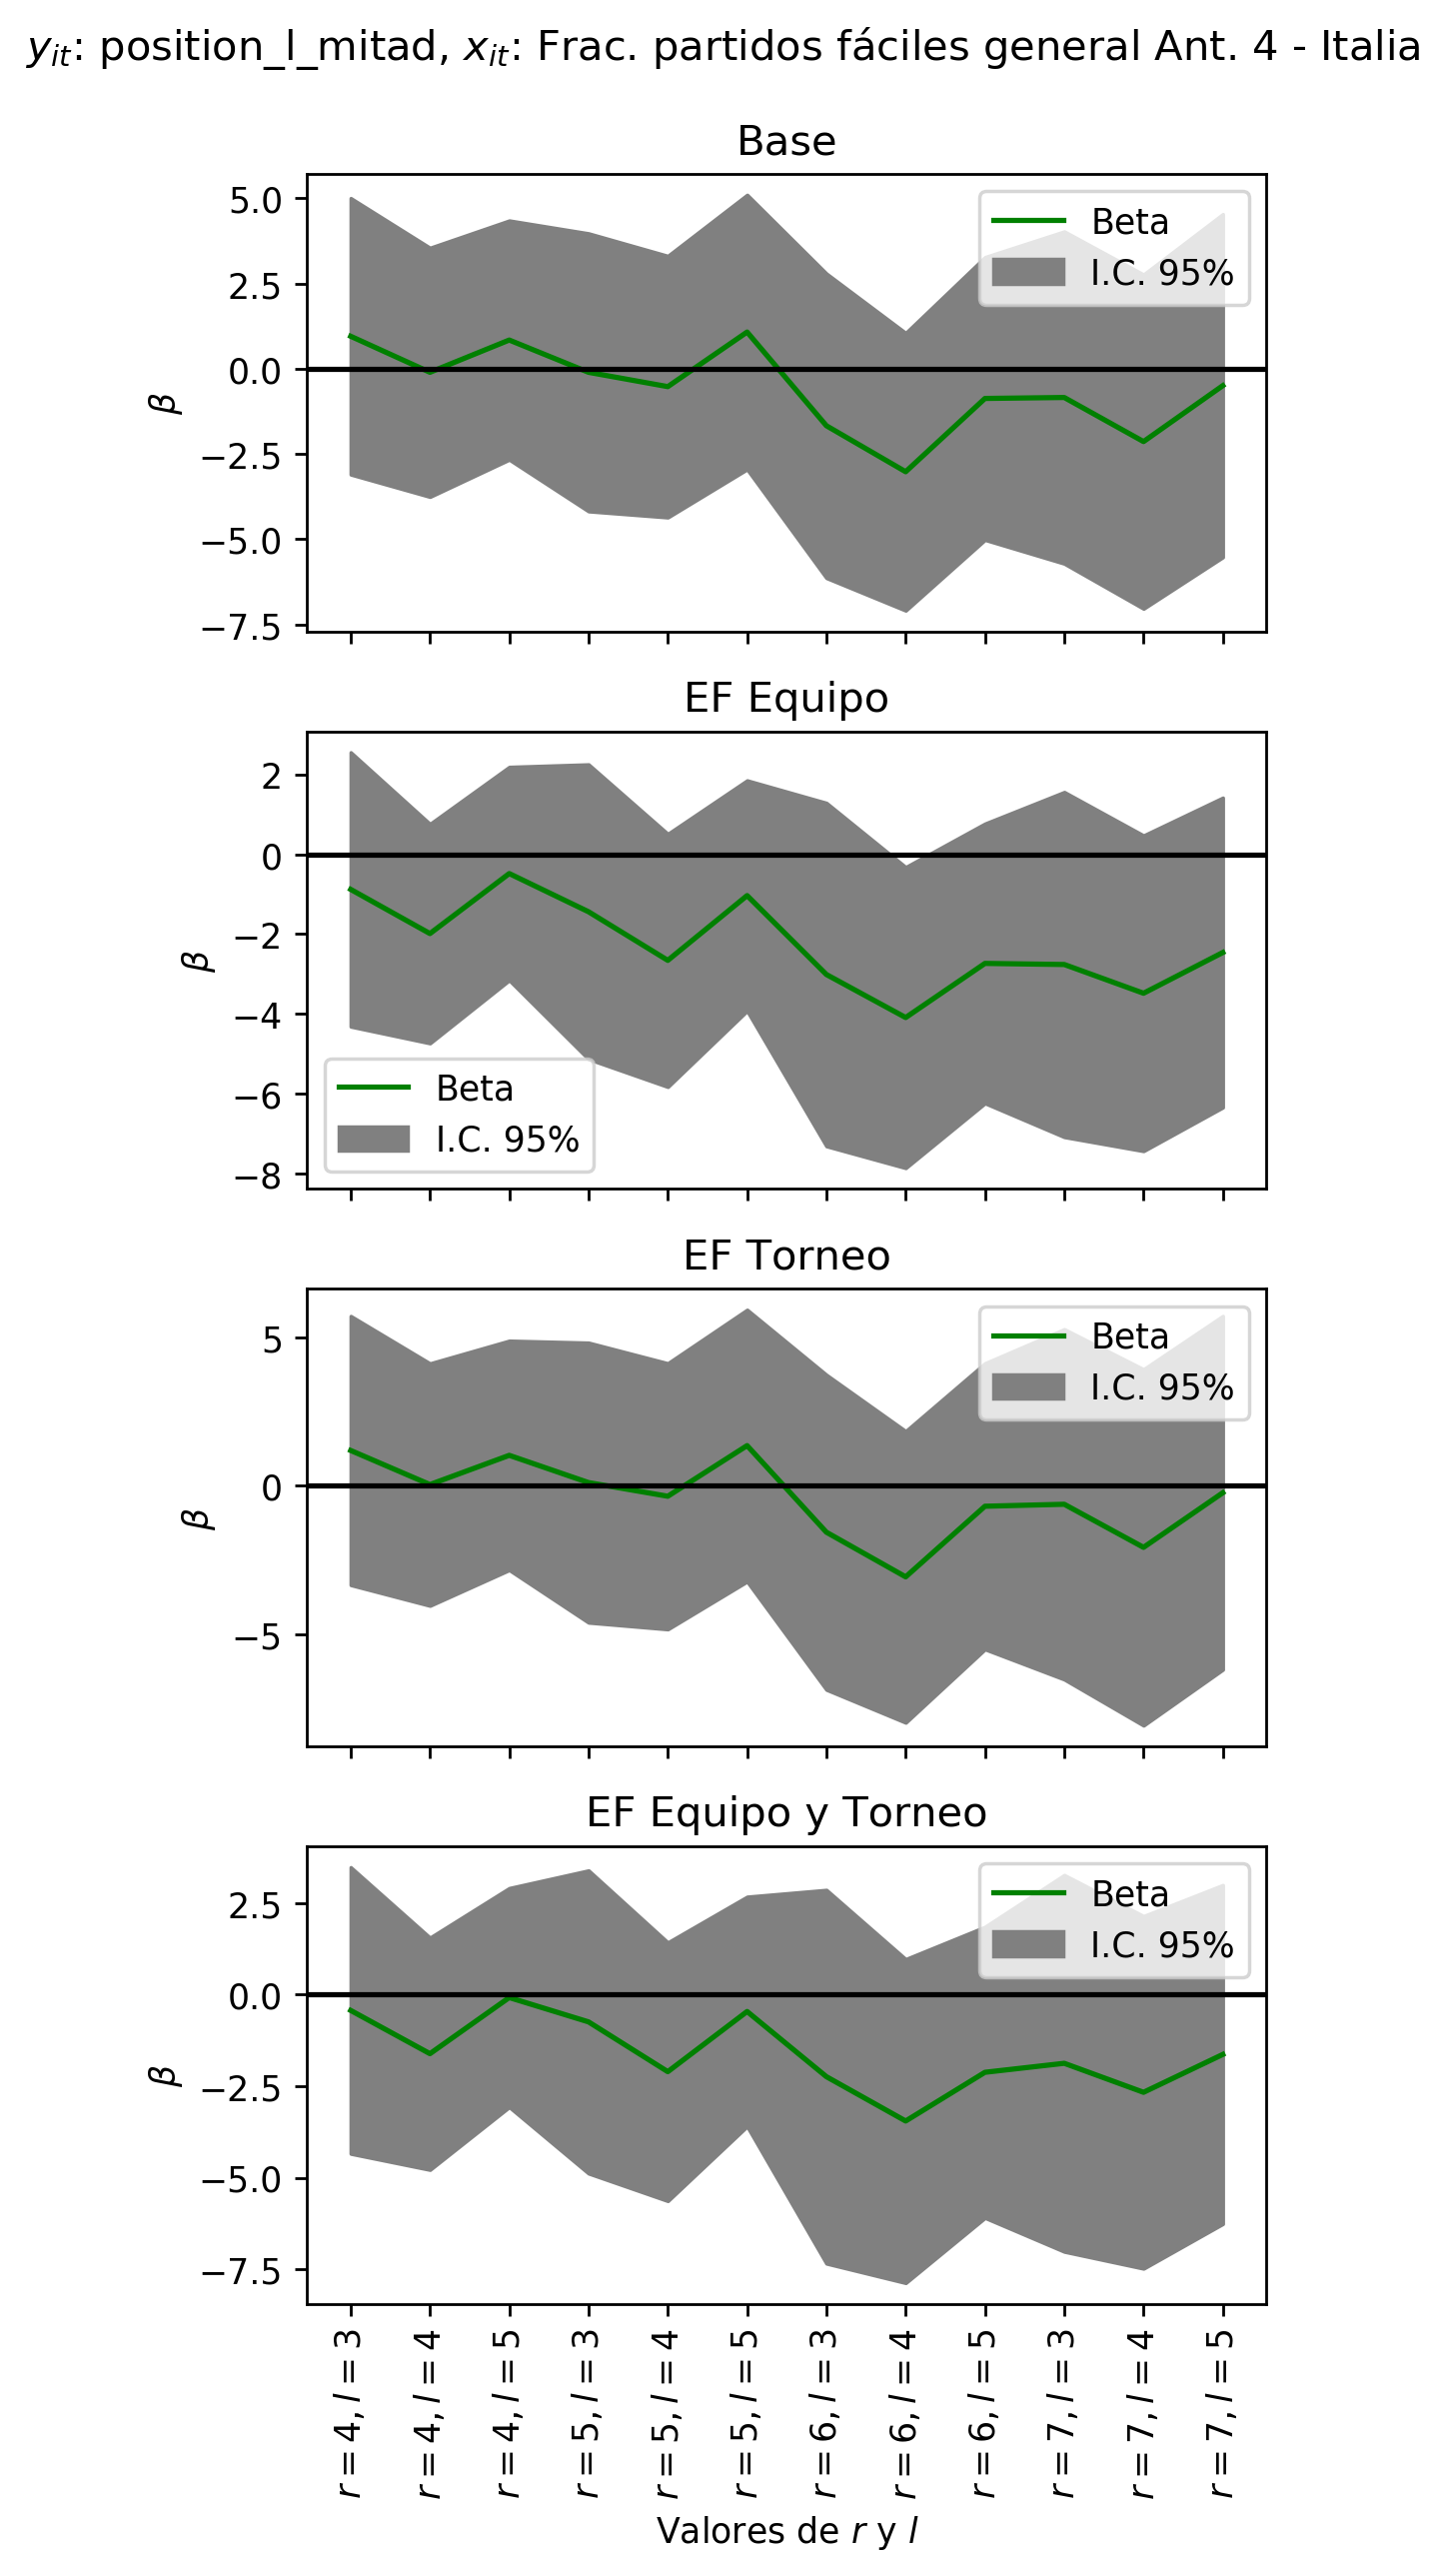 y_it: position_l_mitad, x_it: Frac. partidos fáciles general Ant. 4 - Italia
Base
5.0
2.5
0.0
−2.5
−5.0
−7.5
β
Beta
I.C. 95%
EF Equipo
2
0
−2
−4
−6
−8
β
Beta
I.C. 95%
EF Torneo
5
0
−5
β
Beta
I.C. 95%
EF Equipo y Torneo
2.5
0.0
−2.5
−5.0
−7.5
β
Beta
I.C. 95%
r = 4, l = 3
r = 4, l = 4
r = 4, l = 5
r = 5, l = 3
r = 5, l = 4
r = 5, l = 5
r = 6, l = 3
r = 6, l = 4
r = 6, l = 5
r = 7, l = 3
r = 7, l = 4
r = 7, l = 5
Valores de r y l